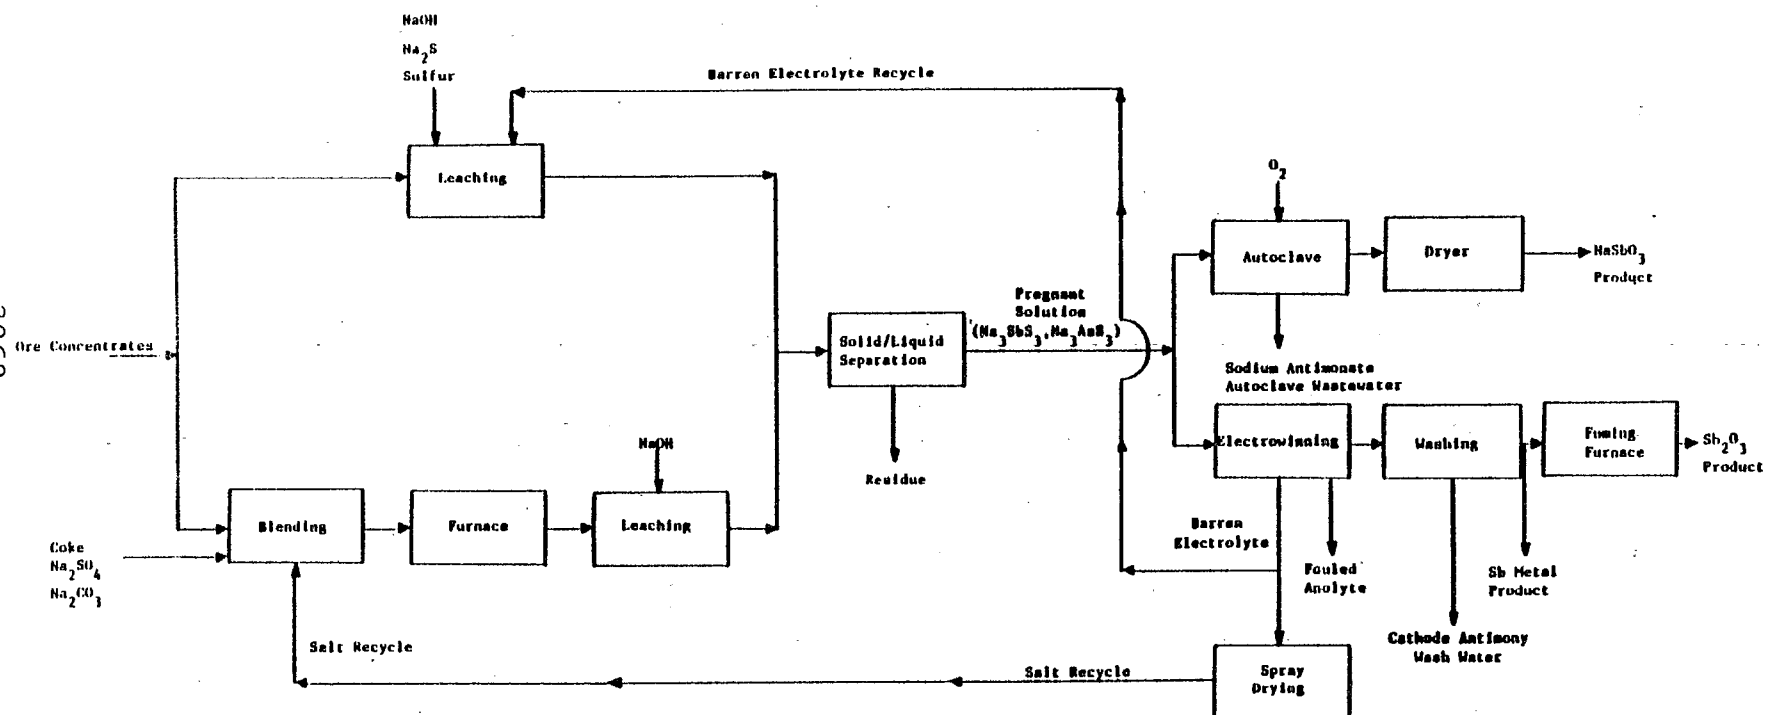 NaOH
Na2S
Sulfur
Barren Electrolyte Recycle
Leaching
O2
Autoclave
Dryer
NaSbO3
Product
Pregnant
Solution
(Na3SbS3,Na3AsS3)
Ore Concentrates
Solid/Liquid
Separation
Sodium Antimonate
Autoclave Wastewater
Residue
Electrowinning
Washing
Fuming
Furnace
Sb2O3
Product
NaOH
Blending
Furnace
Leaching
Coke
Na2SO4
Na2CO3
Barren
Electrolyte
Fouled
Anolyte
Sb Metal
Product
Cathode Antimony
Wash Water
Salt Recycle
Salt Recycle
Spray
Drying